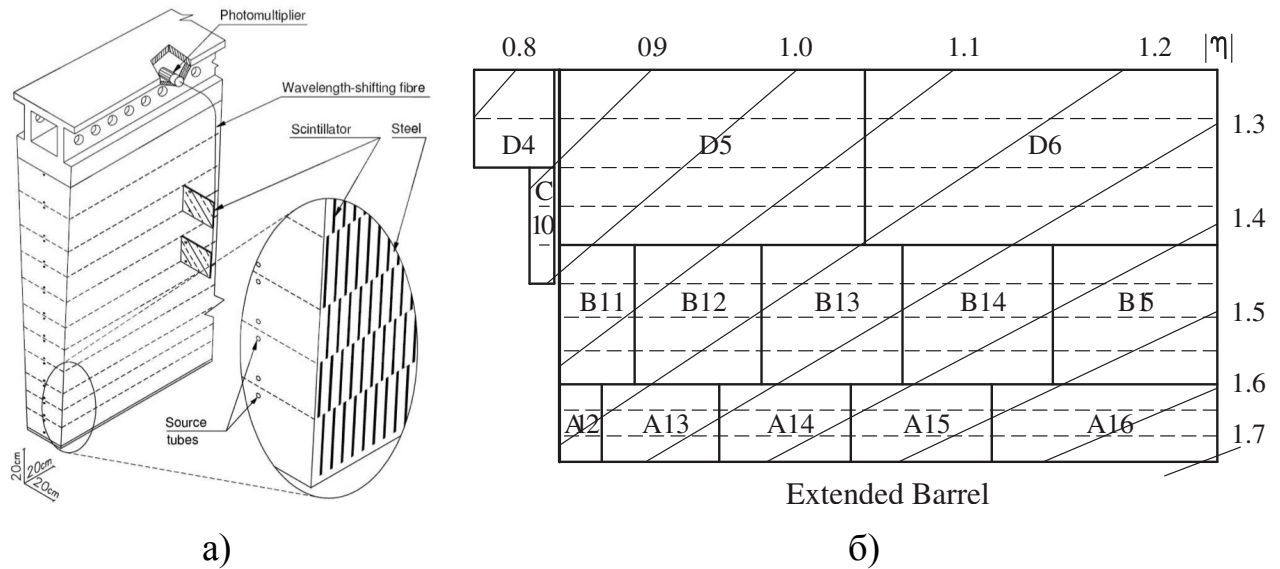 Photomultiplier
Wavelength-shifting fibre
Scintillator Steel
Source
tubes
20cm
20cm
20cm
а)
0.8 09 1.0 1.1 1.2 |η|
1.3
D4 D5 D6
C
10
1.4
B11 B12 B13 B14 B15
1.5
1.6
A12 A13 A14 A15 A16
1.7
Extended Barrel
б)